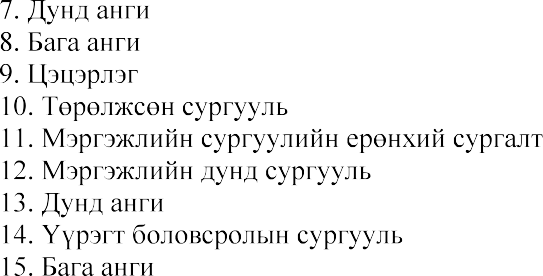 7. Дунд анги
8. Бага анги
9. Цэцэрлэг
10. Төрөлжсөн сургууль
11. Мэргэжлийн сургуулийн ерөнхий сургалт
12. Мэргэжлийн дунд сургууль
13. Дунд анги
14. Үүрэгт боловсролын сургууль
15. Бага анги